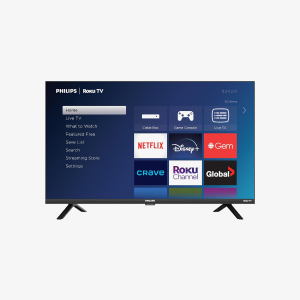 PHILIPS | Roku TV
Home
Live TV
What to Watch
Featured Free
Save List
Search
Streaming Store
Settings
Cable Box
Game Console
Live TV
NETFLIX
Disney+
Gem
CRAVE
Roku
Channel
Global
PHILIPS